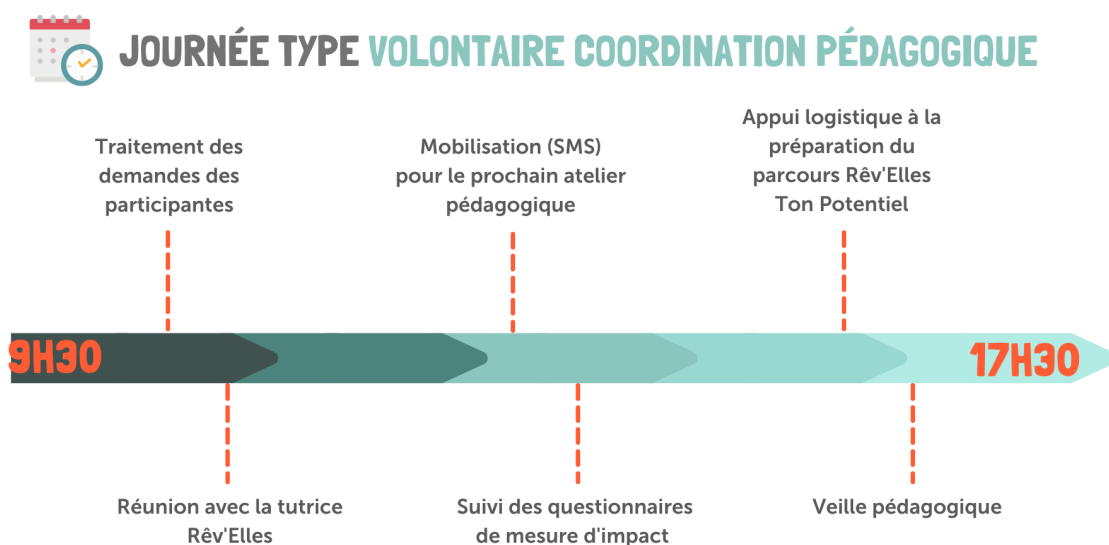 JOURNÉE TYPE VOLONTAIRE COORDINATION PÉDAGOGIQUE
Traitement des
demandes des
participantes
Mobilisation (SMS)
pour le prochain atelier
pédagogique
Appui logistique à la
préparation du
parcours Rêv'Elles
Ton Potentiel
9H30
17H30
Réunion avec la tutrice
Rêv'Elles
Suivi des questionnaires
de mesure d'impact
Veille pédagogique